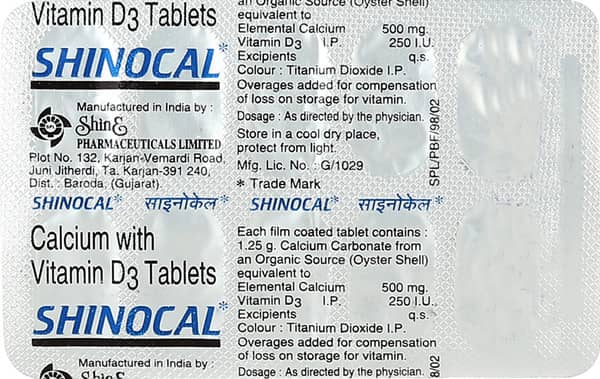 Vitamin D3 Tablets
SHINOCAL*
Manufactured in India by :
ShinE
PHARMACEUTICALS LIMITED
Plot No. 132, Karjan-Vemardi Road,
Juni Jitherdi, Ta. Karjan-391 240,
Dist. : Baroda. (Gujarat).
an Organic Source (Oyster Shell)
equivalent to
Elemental Calcium 500 mg.
Vitamin D3 I.P. 250 I.U.
Excipients q.s.
Colour : Titanium Dioxide I.P.
Overages added for compensation
of loss on storage for vitamin.
Dosage : As directed by the physician.
Store in a cool dry place,
protect from light.
Mfg. Lic. No. : G/1029
* Trade Mark
SPL/PBF/98/02
SHINOCAL* साइनोकेल* SHINOCAL* साइनोकेल*
Calcium with
Vitamin D3 Tablets
SHINOCAL*
Manufactured in India by :
ShinE
Each film coated tablet contains :
1.25 g. Calcium Carbonate from
an Organic Source (Oyster Shell)
equivalent to
Elemental Calcium 500 mg.
Vitamin D3 I.P. 250 I.U.
Excipients q.s.
Colour : Titanium Dioxide I.P.
Overages added for compensation
of loss on storage for vitamin.
Dosage : As directed by the physician.
8/02